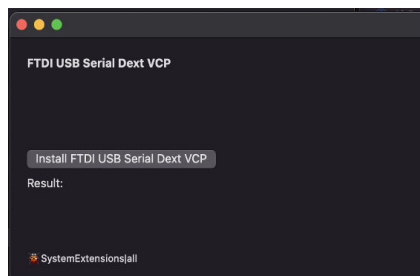 FTDI USB Serial Dext VCP
Install FTDI USB Serial Dext VCP
Result:
SystemExtensions|all